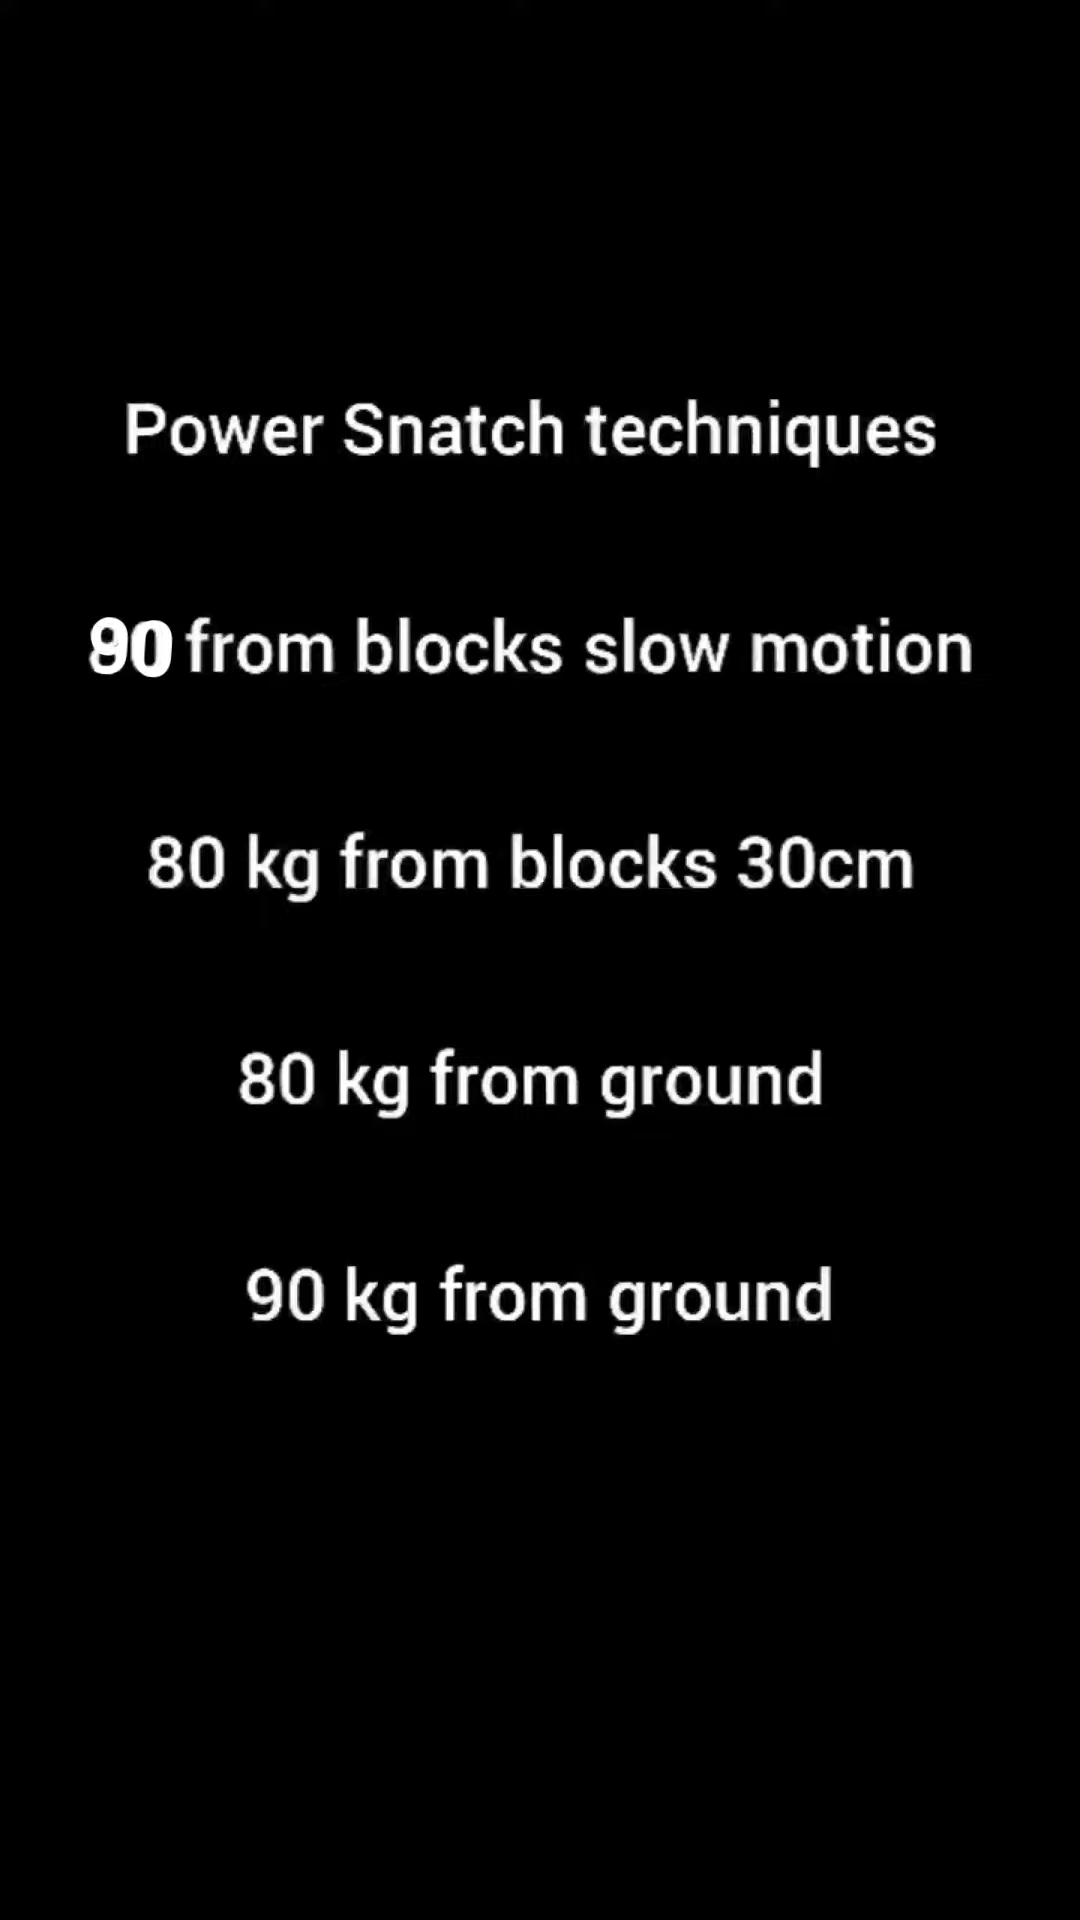 Power Snatch techniques
90 from blocks slow motion
80 kg from blocks 30cm
80 kg from ground
90 kg from ground